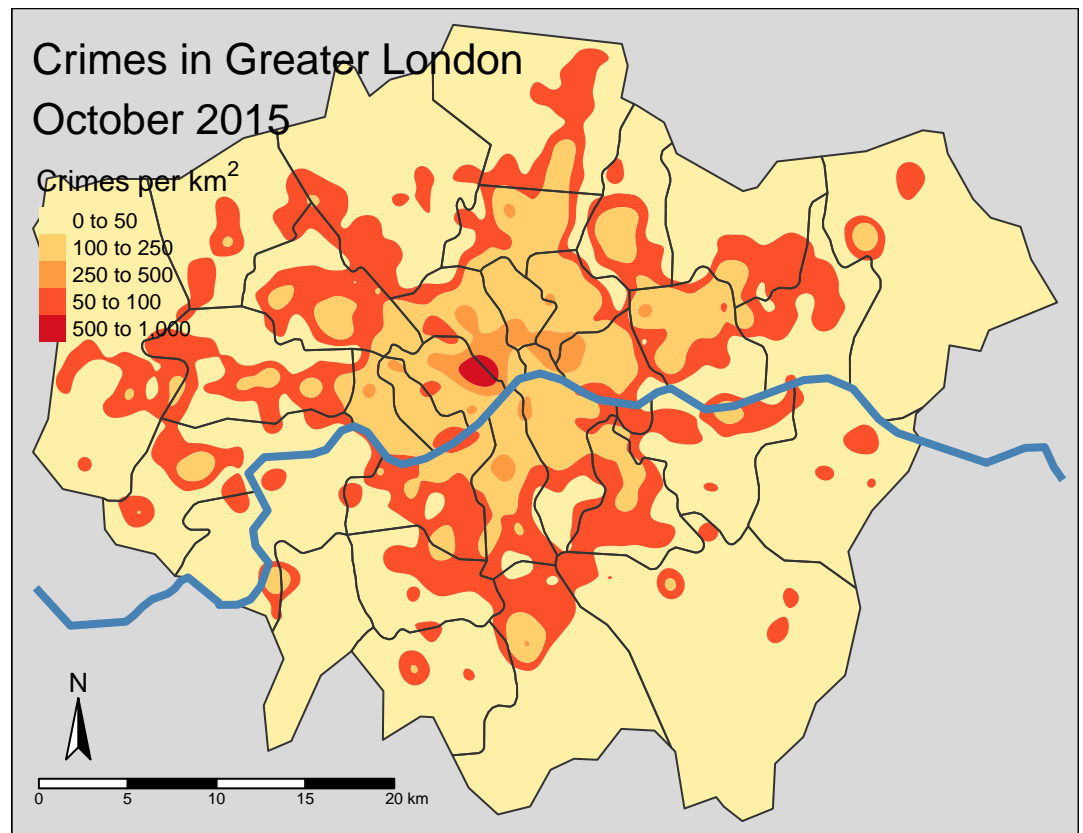 Crimes in Greater London
October 2015
Crimes per km²
0 to 50
100 to 250
250 to 500
50 to 100
500 to 1,000
N
0 5 10 15 20 km